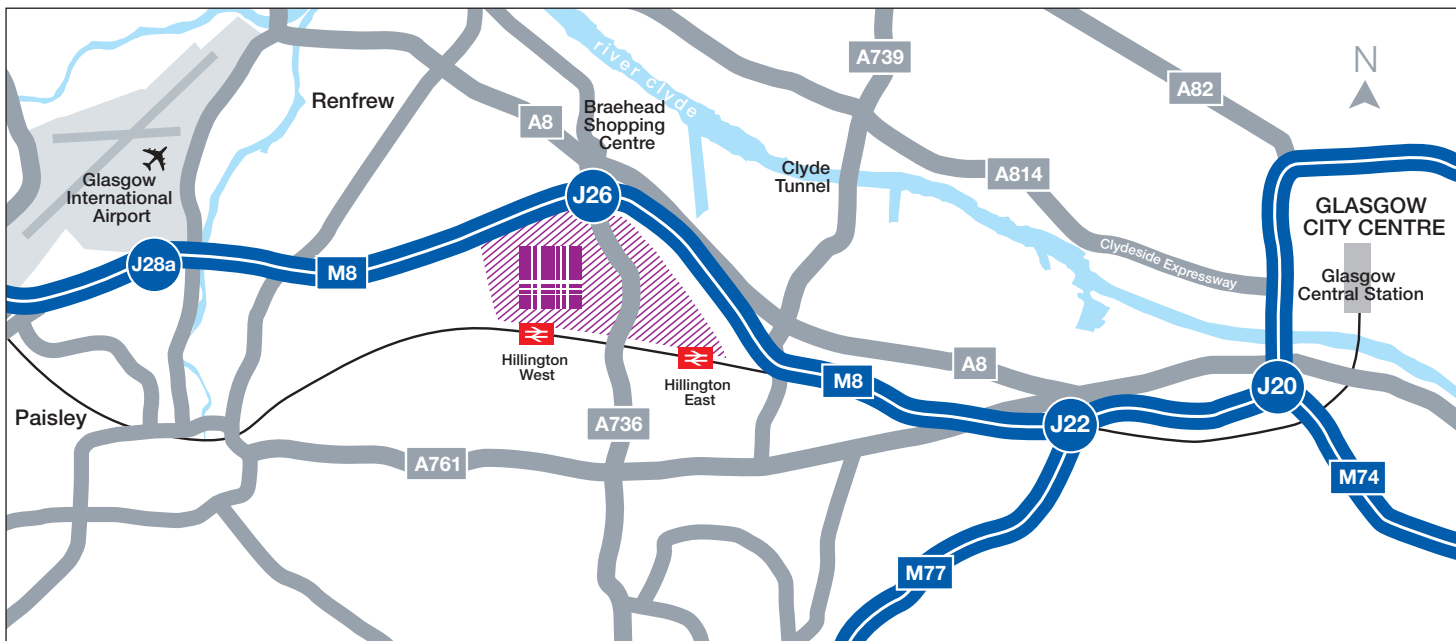 river clyde
A739
N
A82
Renfrew
Braehead
Shopping
Centre
A8
Clyde
Tunnel
A814
Glasgow
International
Airport
J26
GLASGOW
CITY CENTRE
J28a
M8
Clydeside Expressway
Glasgow
Central Station
Hillington
West
Hillington
East
M8
A8
J20
Paisley
A736
J22
A761
M74
M77